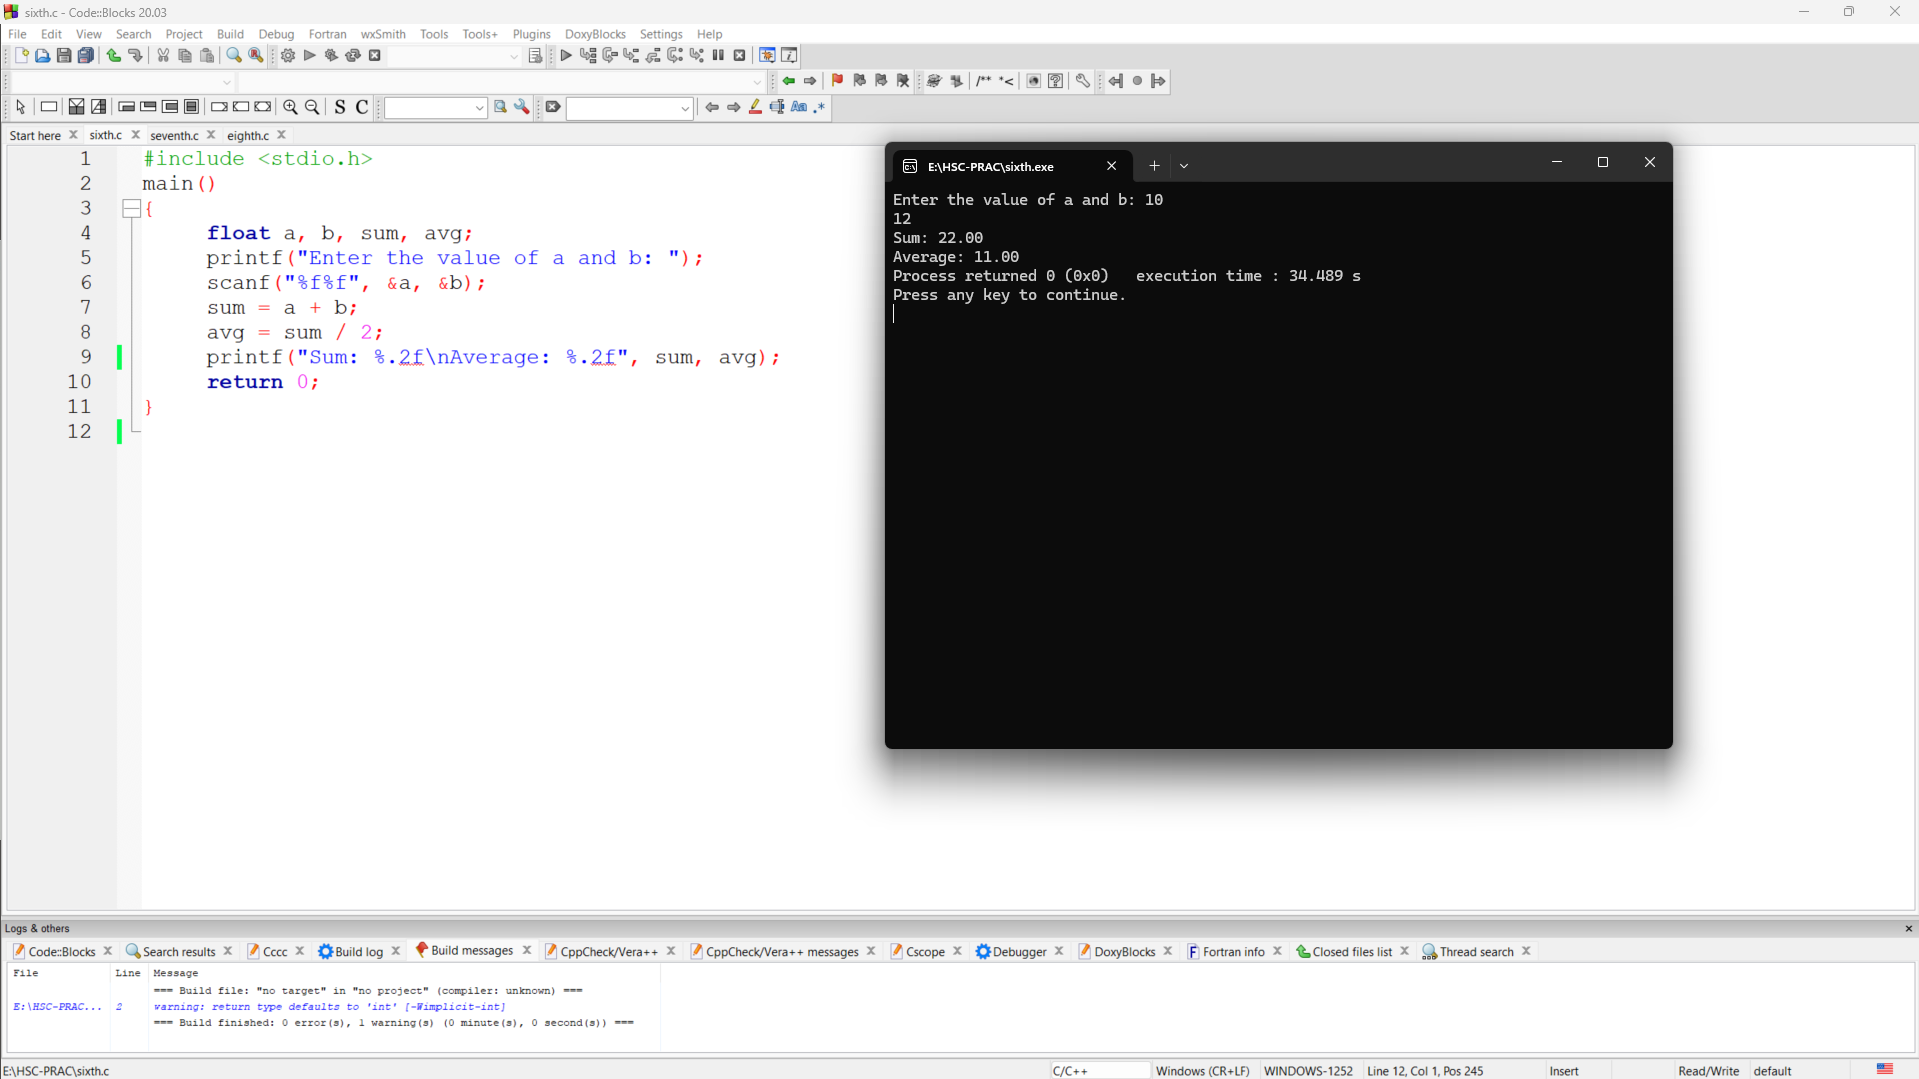 sixth.c - Code::Blocks 20.03
File Edit View Search Project Build Debug Fortran wxSmith Tools Tools+ Plugins DoxyBlocks Settings Help
/** *<
S C Aa .*
Start here sixth.c seventh.c eighth.c
1 #include <stdio.h>
2 main()
3 {
4 float a, b, sum, avg;
5 printf("Enter the value of a and b: ");
6 scanf("%f%f", &a, &b);
7 sum = a + b;
8 avg = sum / 2;
9 printf("Sum: %.2f\nAverage: %.2f", sum, avg);
10 return 0;
11 }
12
E:\HSC-PRAC\sixth.exe
Enter the value of a and b: 10
12
Sum: 22.00
Average: 11.00
Process returned 0 (0x0)   execution time : 34.489 s
Press any key to continue.
Logs & others
Code::Blocks Search results Cccc Build log Build messages CppCheck/Vera++ CppCheck/Vera++ messages Cscope Debugger DoxyBlocks Fortran info Closed files list Thread search
File Line Message
=== Build file: "no target" in "no project" (compiler: unknown) ===
E:\HSC-PRAC... 2 warning: return type defaults to 'int' [-Wimplicit-int]
=== Build finished: 0 error(s), 1 warning(s) (0 minute(s), 0 second(s)) ===
E:\HSC-PRAC\sixth.c C/C++ Windows (CR+LF) WINDOWS-1252 Line 12, Col 1, Pos 245 Insert Read/Write default